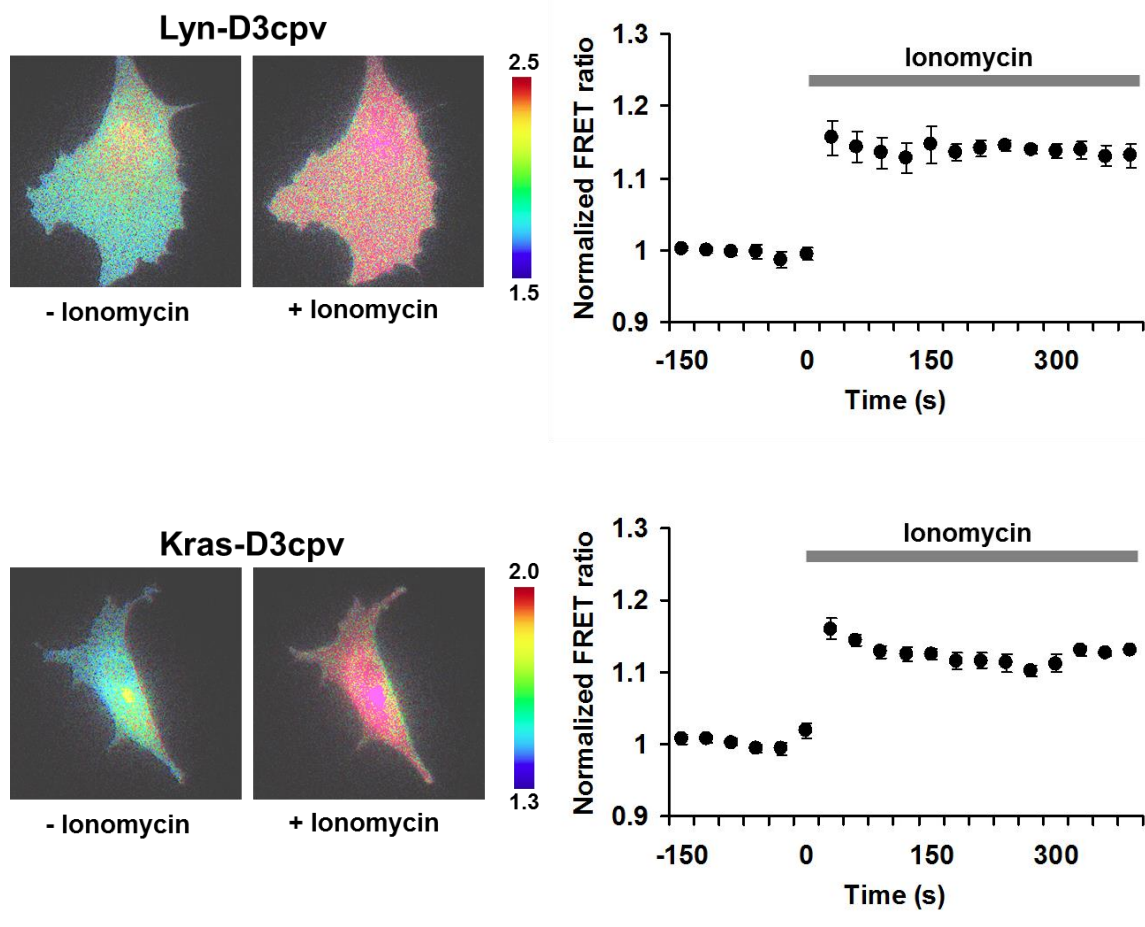 Lyn-D3cpv
2.5
1.5
- Ionomycin
+ Ionomycin
Normalized FRET ratio
1.3
1.2
1.1
1
0.9
Ionomycin
-150
0
150
300
Time (s)
Kras-D3cpv
2.0
1.3
- Ionomycin
+ Ionomycin
Normalized FRET ratio
1.3
1.2
1.1
1
0.9
Ionomycin
-150
0
150
300
Time (s)